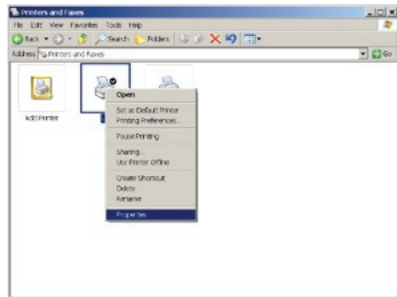 Printers and Faxes
File Edit View Favorites Tools Help
Back Search Folders
Address Printers and Faxes Go
Add Printer
Open
Set as Default Printer
Printing Preferences...
Pause Printing
Sharing...
Use Printer Offline
Create Shortcut
Delete
Rename
Properties